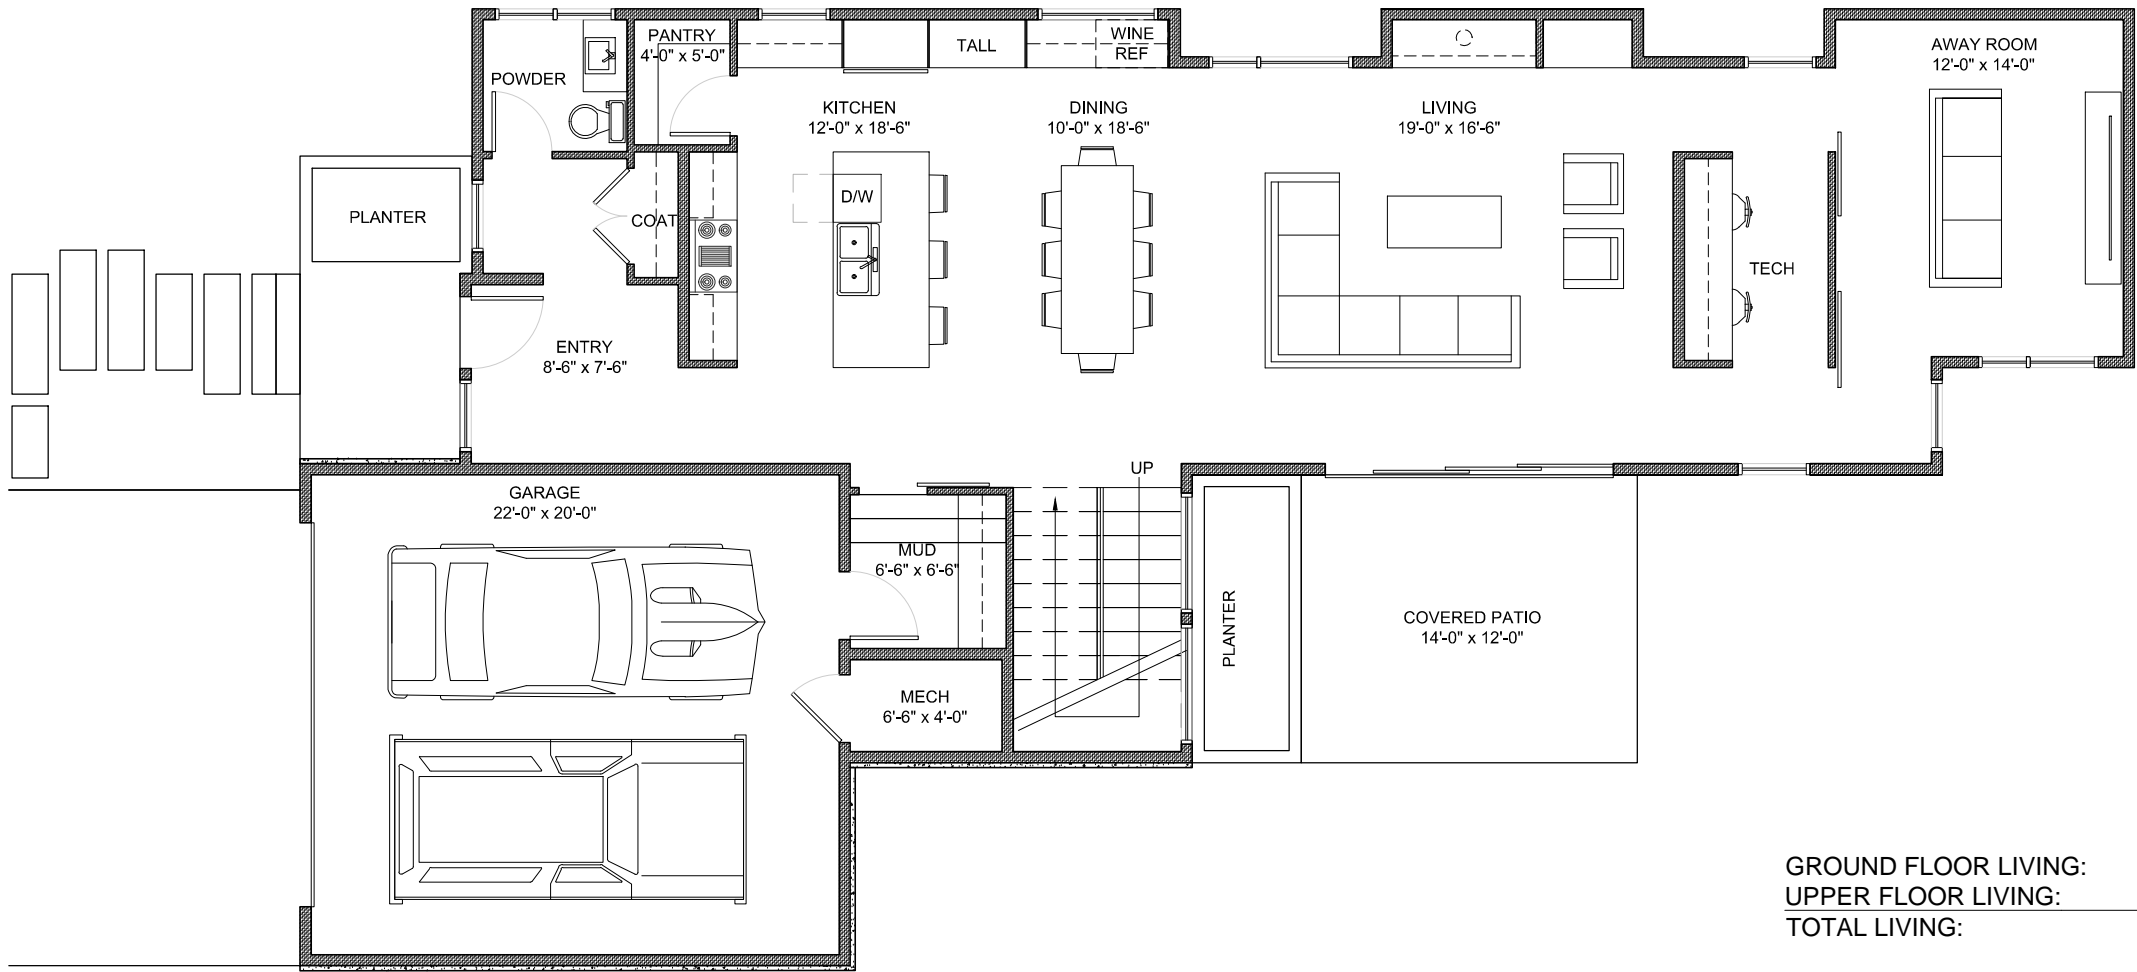 PANTRY
4'-0" x 5'-0"
POWDER
TALL
WINE
REF
AWAY ROOM
12'-0" x 14'-0"
KITCHEN
12'-0" x 18'-6"
DINING
10'-0" x 18'-6"
LIVING
19'-0" x 16'-6"
PLANTER
COAT
D/W
TECH
ENTRY
8'-6" x 7'-6"
UP
GARAGE
22'-0" x 20'-0"
MUD
6'-6" x 6'-6"
PLANTER
COVERED PATIO
14'-0" x 12'-0"
MECH
6'-6" x 4'-0"
GROUND FLOOR LIVING:
UPPER FLOOR LIVING:
TOTAL LIVING: